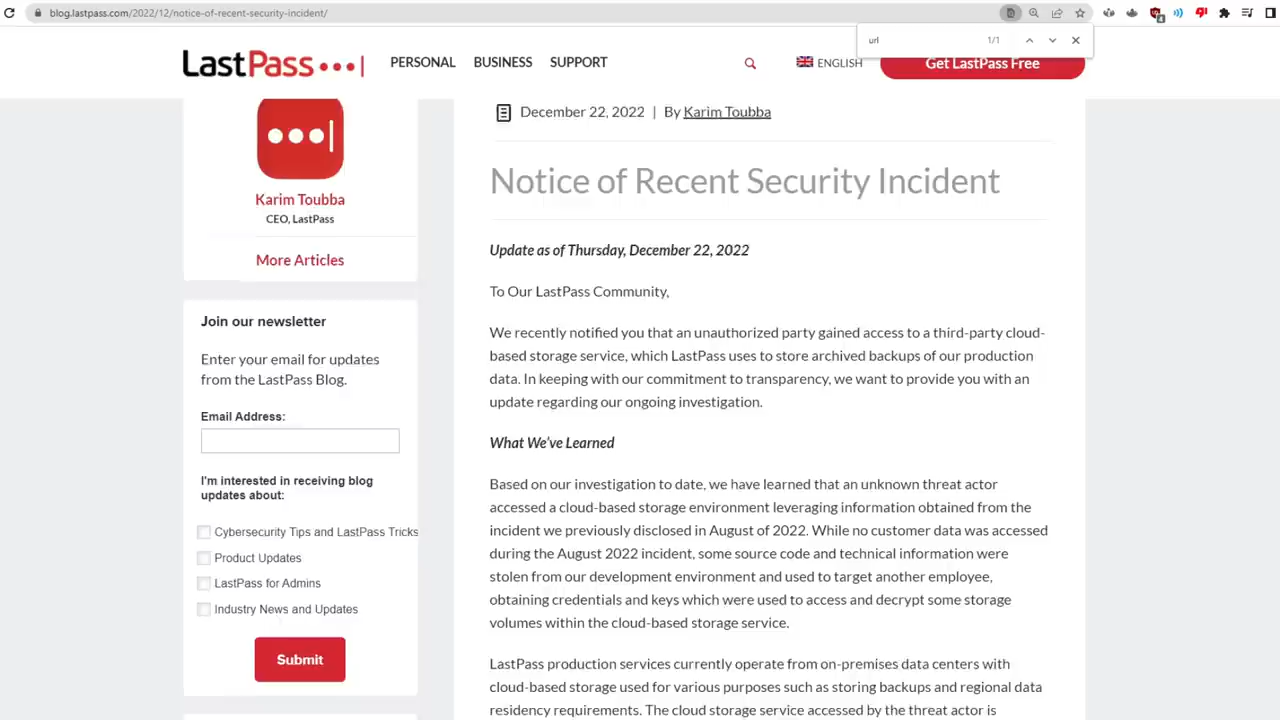 blog.lastpass.com/2022/12/notice-of-recent-security-incident/
url 1/1
LastPass
PERSONAL BUSINESS SUPPORT
ENGLISH
Get LastPass Free
Karim Toubba
CEO, LastPass
More Articles
Join our newsletter
Enter your email for updates
from the LastPass Blog.
Email Address:
I'm interested in receiving blog
updates about:
Cybersecurity Tips and LastPass Tricks
Product Updates
LastPass for Admins
Industry News and Updates
Submit
December 22, 2022 | By Karim Toubba
Notice of Recent Security Incident
Update as of Thursday, December 22, 2022
To Our LastPass Community,
We recently notified you that an unauthorized party gained access to a third-party cloud-
based storage service, which LastPass uses to store archived backups of our production
data. In keeping with our commitment to transparency, we want to provide you with an
update regarding our ongoing investigation.
What We've Learned
Based on our investigation to date, we have learned that an unknown threat actor
accessed a cloud-based storage environment leveraging information obtained from the
incident we previously disclosed in August of 2022. While no customer data was accessed
during the August 2022 incident, some source code and technical information were
stolen from our development environment and used to target another employee,
obtaining credentials and keys which were used to access and decrypt some storage
volumes within the cloud-based storage service.
LastPass production services currently operate from on-premises data centers with
cloud-based storage used for various purposes such as storing backups and regional data
residency requirements. The cloud storage service accessed by the threat actor is